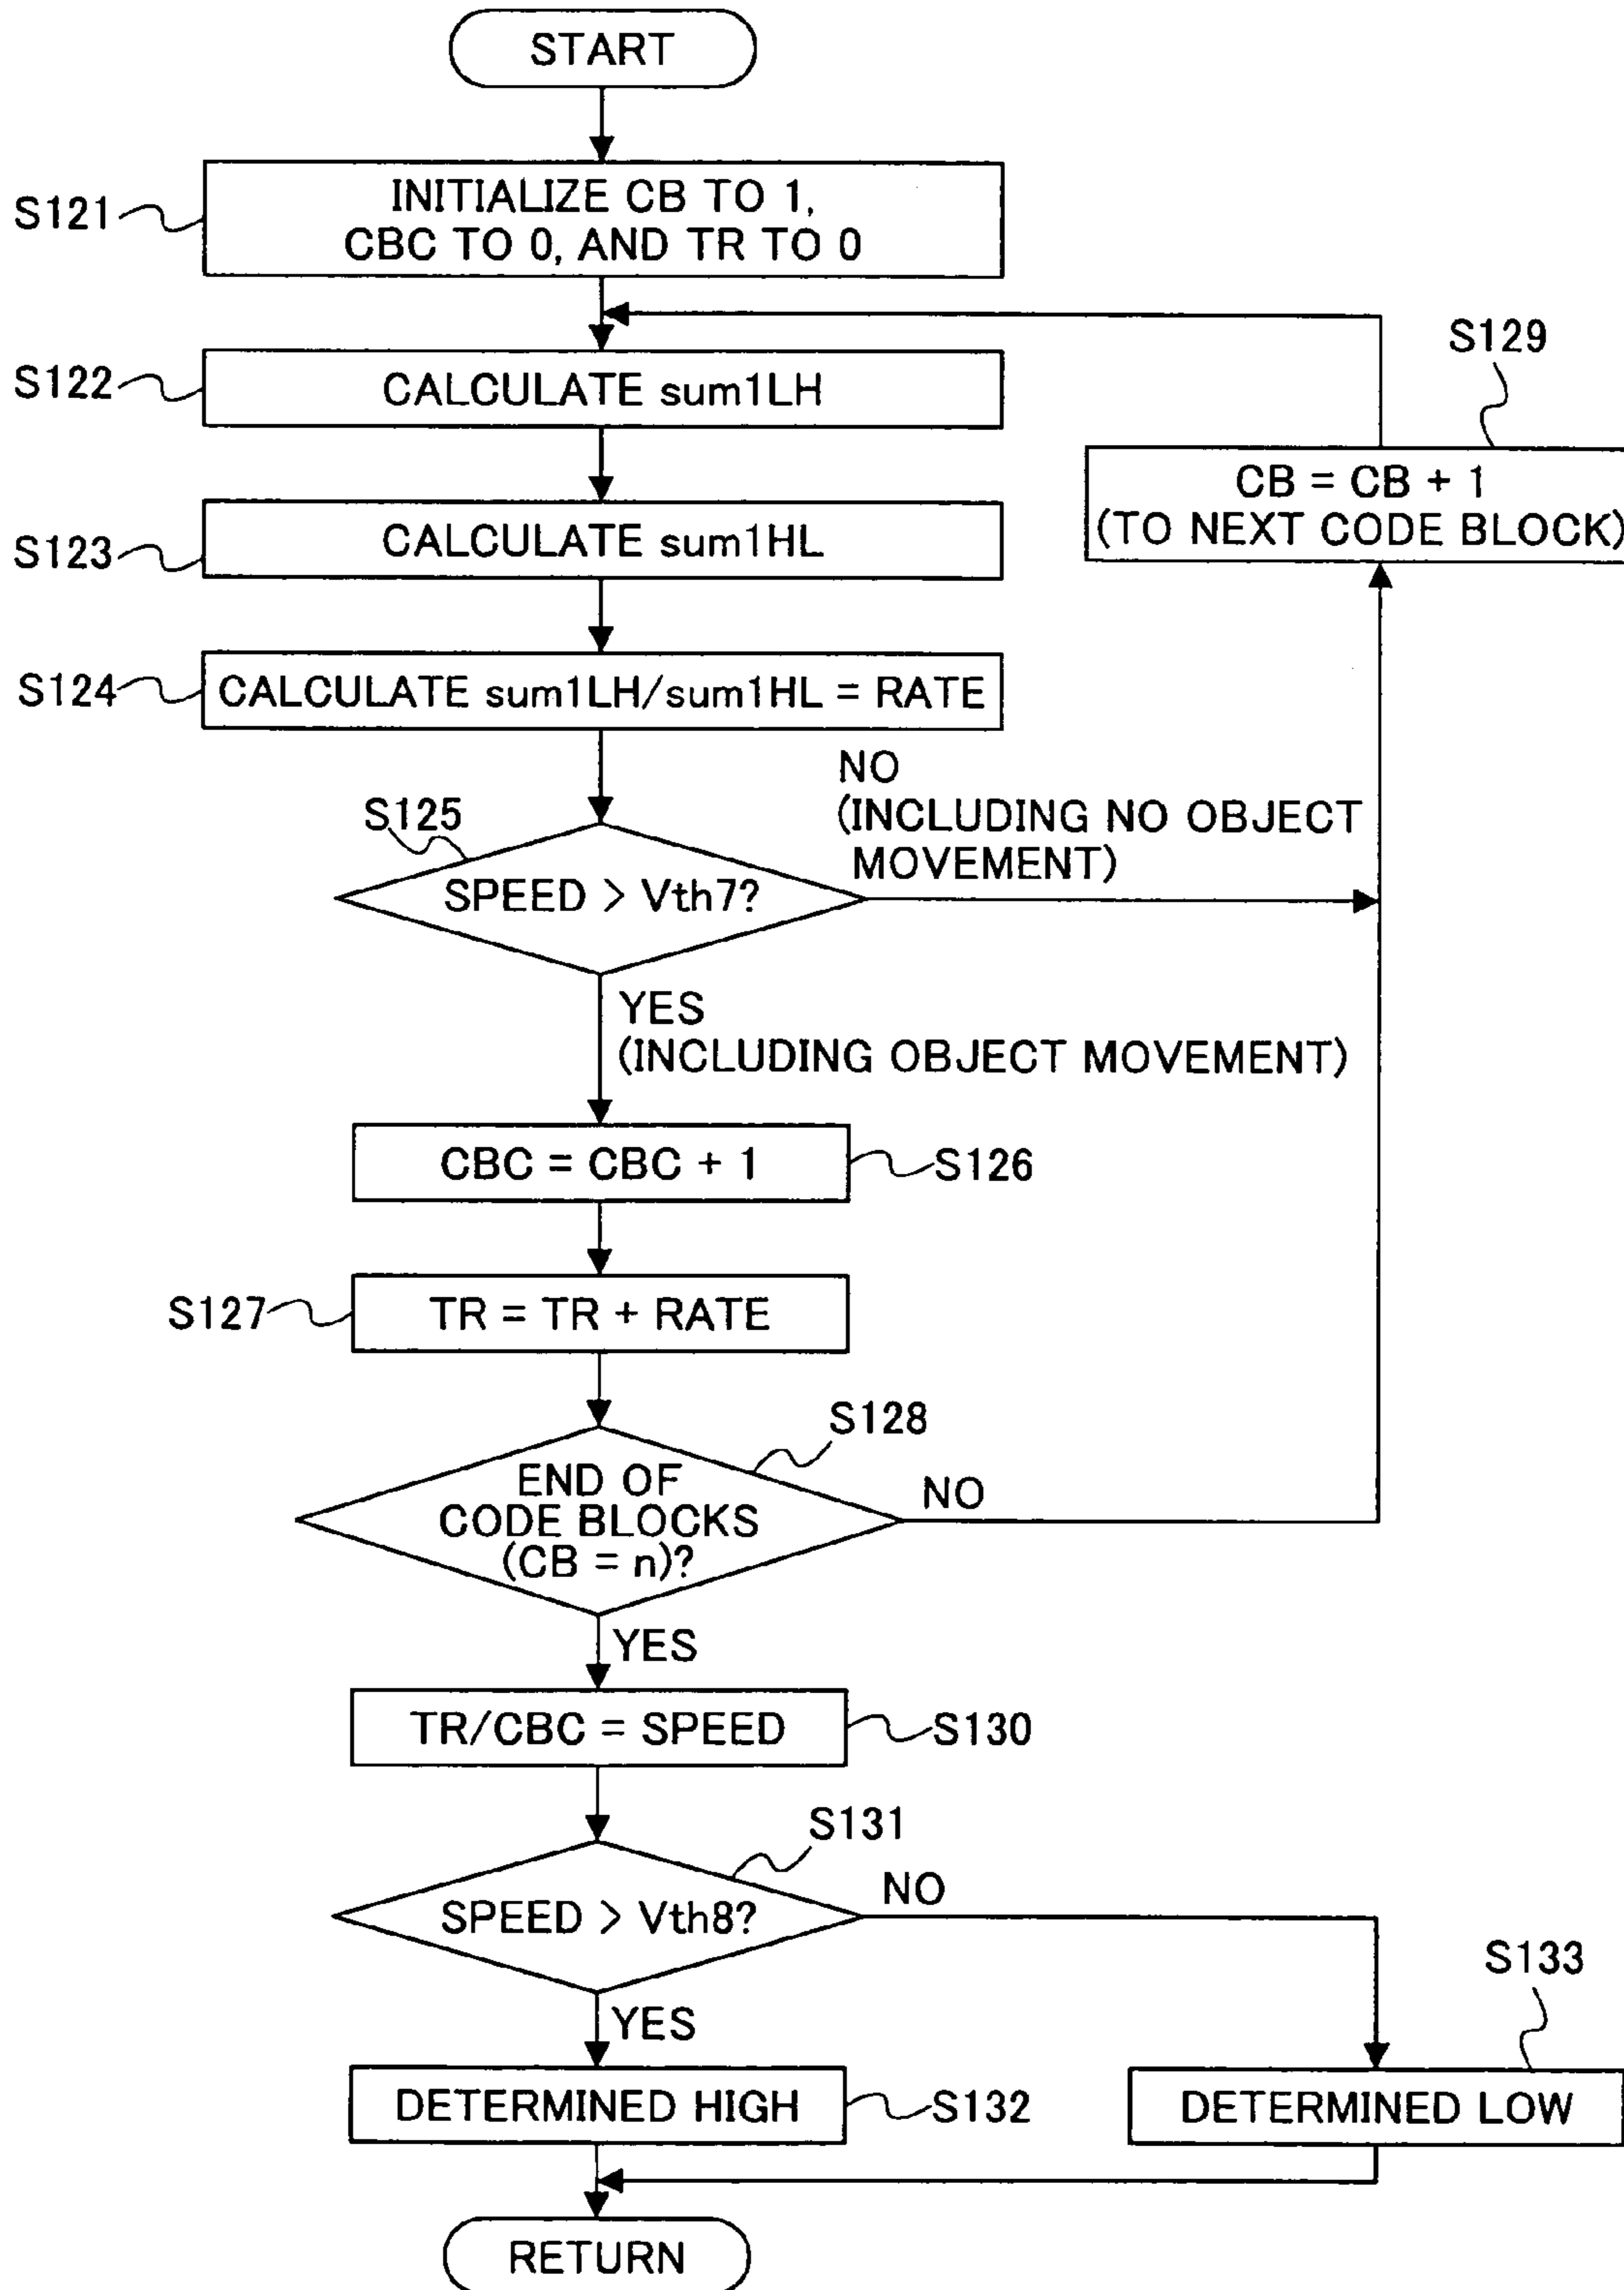 START
S121
INITIALIZE CB TO 1,
CBC TO 0, AND TR TO 0
S129
S122
CALCULATE sum1LH
CB = CB + 1
(TO NEXT CODE BLOCK)
S123
CALCULATE sum1HL
S124
CALCULATE sum1LH/sum1HL = RATE
NO
(INCLUDING NO OBJECT
MOVEMENT)
S125
SPEED > Vth7?
YES
(INCLUDING OBJECT MOVEMENT)
CBC = CBC + 1
S126
S127
TR = TR + RATE
S128
END OF
CODE BLOCKS
(CB = n)?
NO
YES
TR/CBC = SPEED
S130
S131
SPEED > Vth8?
NO
S133
YES
DETERMINED HIGH
S132
DETERMINED LOW
RETURN